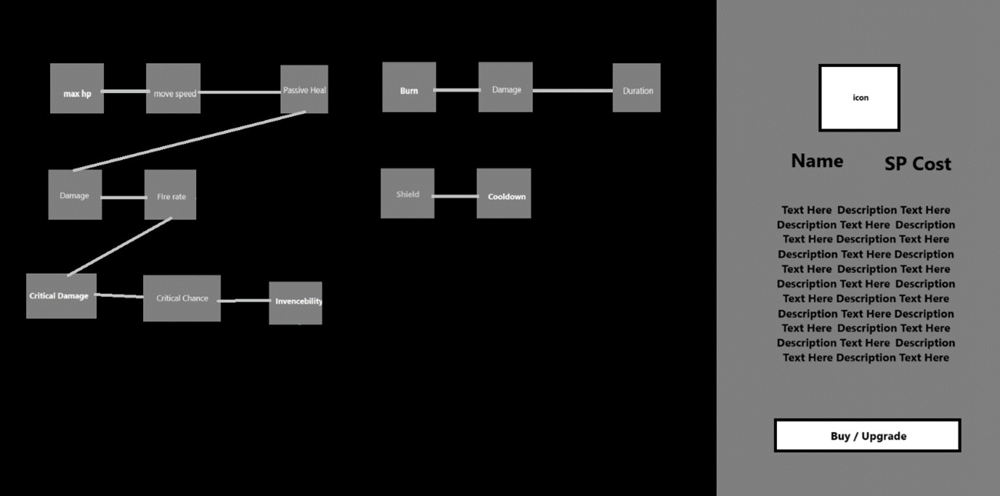 max hp
move speed
Passive Heal
Burn
Damage
Duration
Damage
FIre rate
Shield
Cooldown
Critical Damage
Critical Chance
Invencebility
icon
Name
SP Cost
Text Here  Description Text Here
Description Text Here  Description
Text Here Description Text Here
Description Text Here Description
Text Here  Description Text Here
Description Text Here  Description
Text Here Description Text Here
Description Text Here Description
Text Here  Description Text Here
Description Text Here  Description
Text Here Description Text Here
Buy / Upgrade